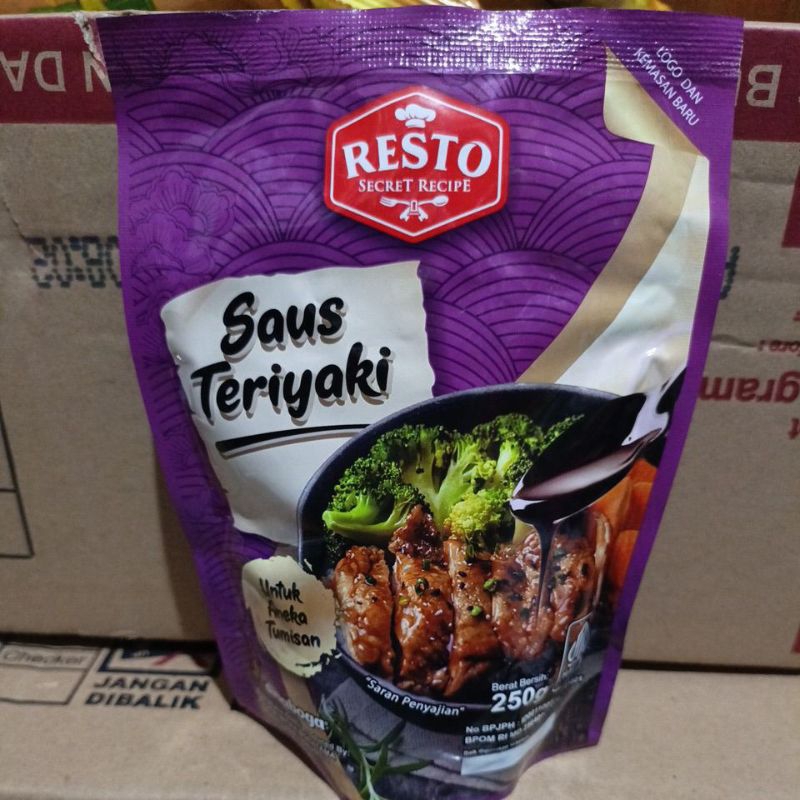 LOGO DAN
KEMASAN BARU
RESTO
SECRET RECIPE
Saus
Teriyaki
Untuk
Aneka
Tumisan
"Saran Penyajian"
Berat Bersih
250g
No BPJPH
BPOM RI MD
Checker
JANGAN
DIBALIK